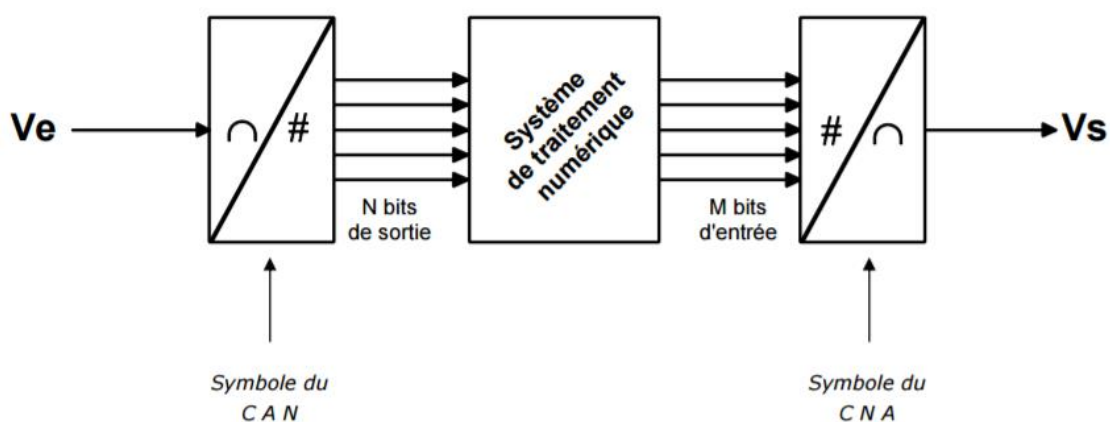 Ve
∩ #
N bits
de sortie
Système
de traitement
numérique
M bits
d'entrée
# ∩
Vs
Symbole du
C A N
Symbole du
C N A